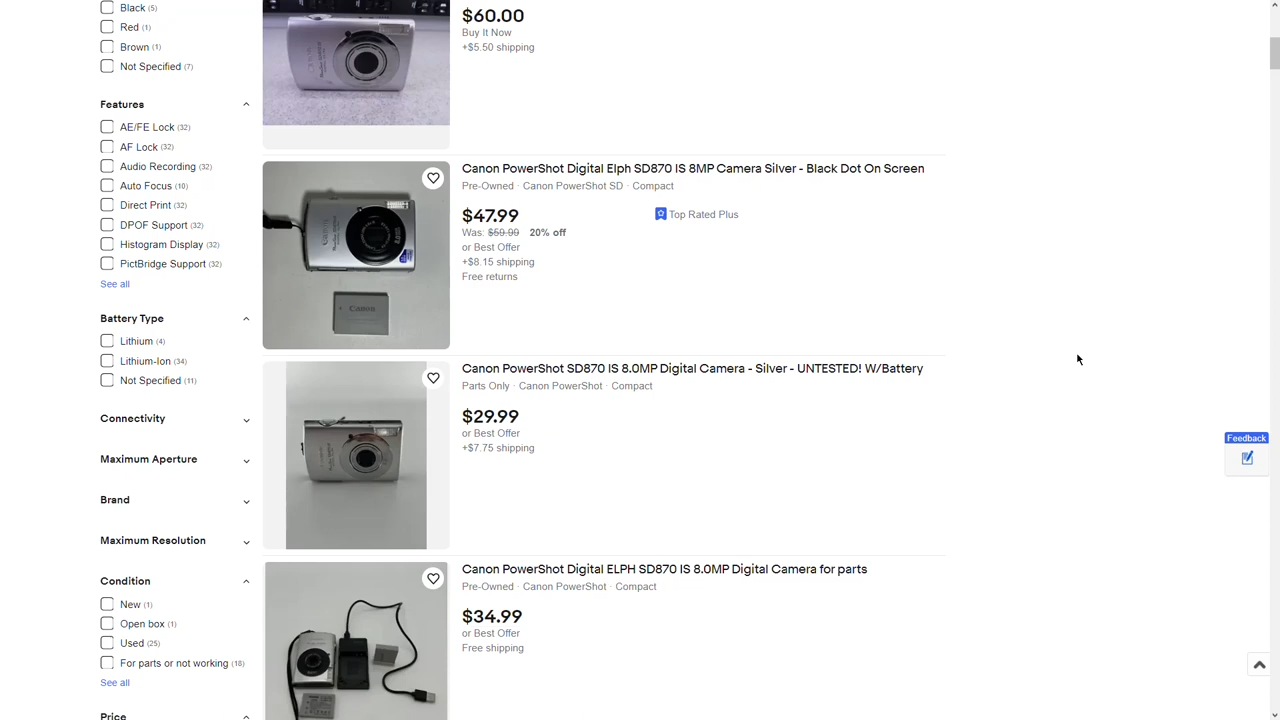 Black (5)
Red (1)
Brown (1)
Not Specified (7)
Features
AE/FE Lock (32)
AF Lock (32)
Audio Recording (32)
Auto Focus (10)
Direct Print (32)
DPOF Support (32)
Histogram Display (32)
PictBridge Support (32)
See all
Battery Type
Lithium (4)
Lithium-Ion (34)
Not Specified (11)
Connectivity
Maximum Aperture
Brand
Maximum Resolution
Condition
New (1)
Open box (1)
Used (25)
For parts or not working (18)
See all
Price
$60.00
Buy It Now
+$5.50 shipping
Canon PowerShot Digital Elph SD870 IS 8MP Camera Silver - Black Dot On Screen
Pre-Owned · Canon PowerShot SD · Compact
$47.99
Top Rated Plus
Was: $59.99 20% off
or Best Offer
+$8.15 shipping
Free returns
Canon
Canon PowerShot SD870 IS 8.0MP Digital Camera - Silver - UNTESTED! W/Battery
Parts Only · Canon PowerShot · Compact
$29.99
or Best Offer
+$7.75 shipping
Canon PowerShot Digital ELPH SD870 IS 8.0MP Digital Camera for parts
Pre-Owned · Canon PowerShot · Compact
$34.99
or Best Offer
Free shipping
Feedback